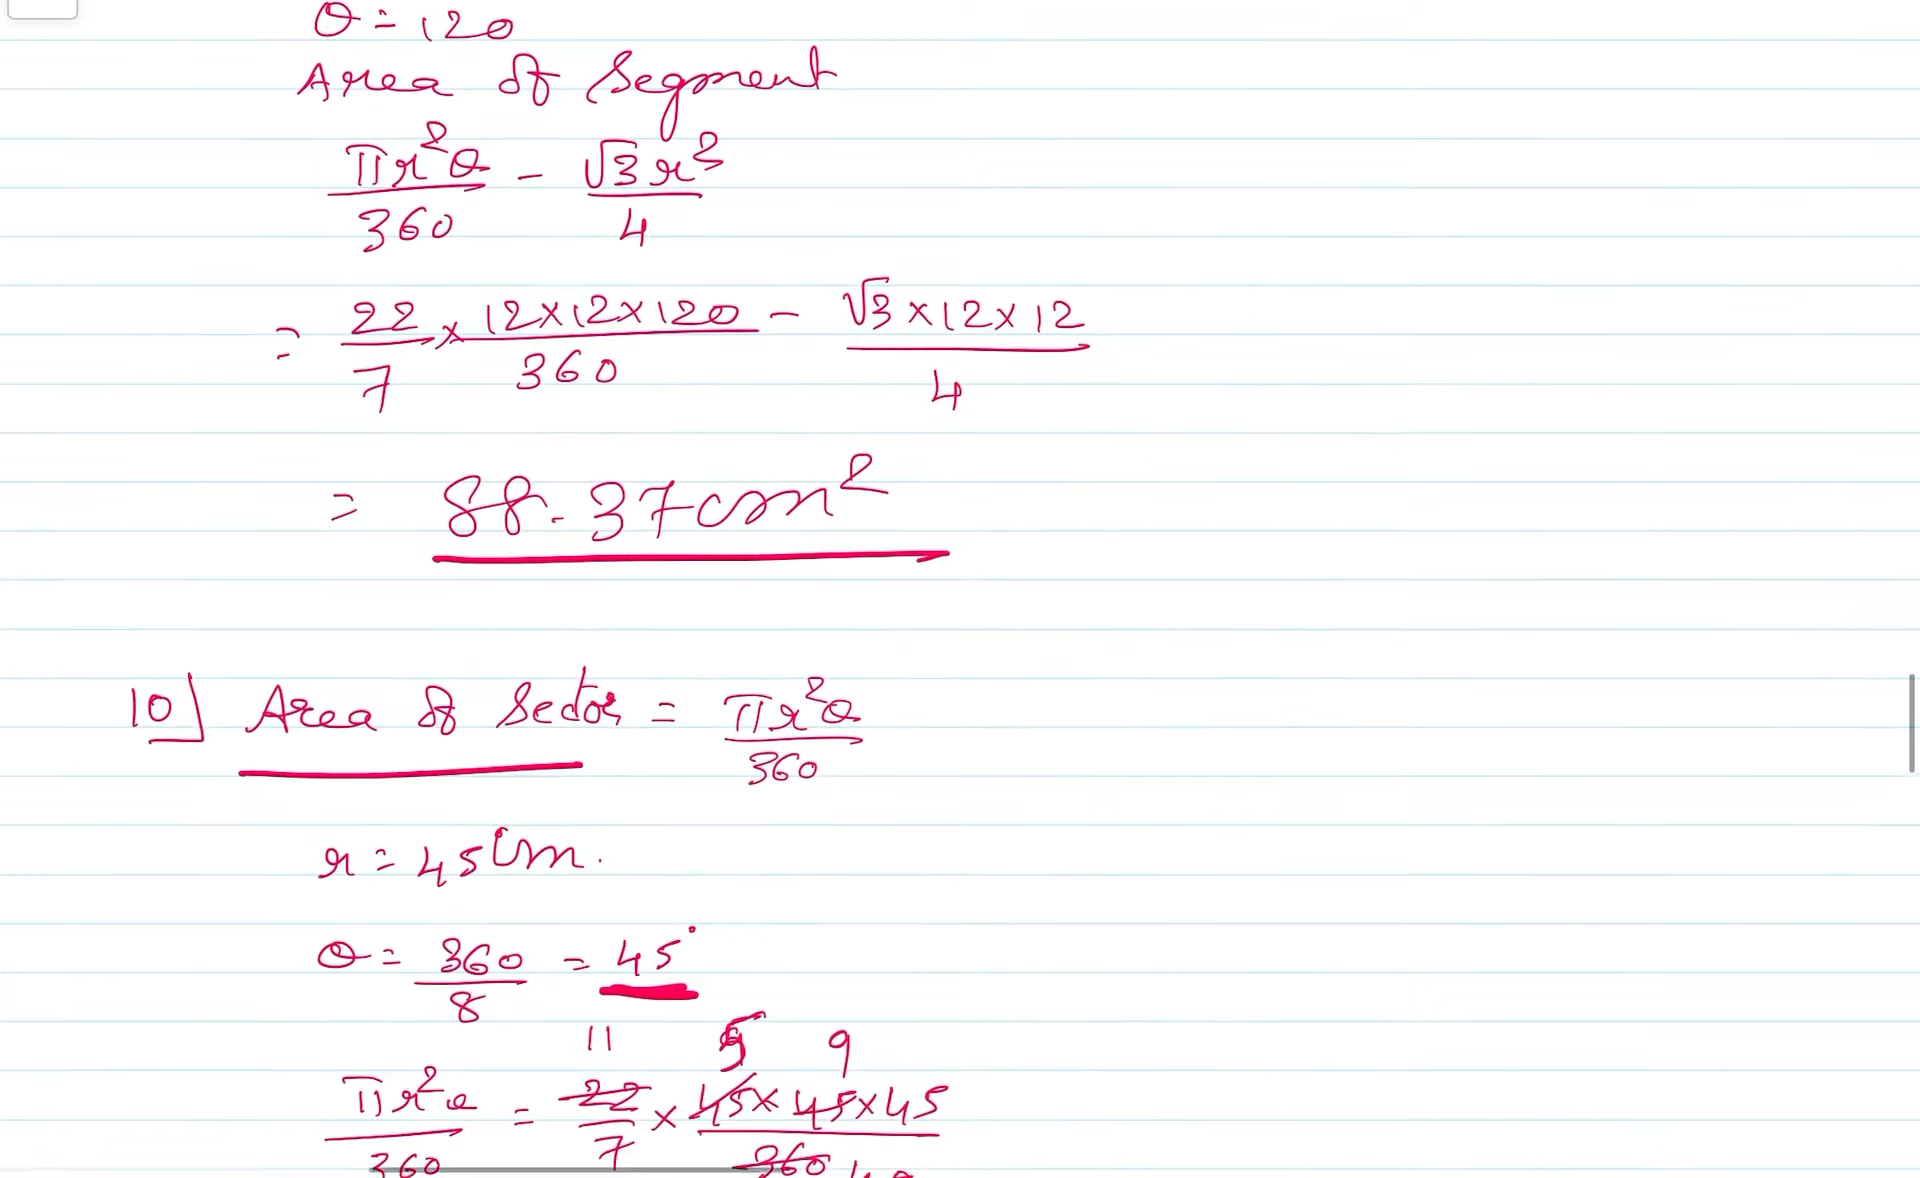 θ = 120
Area of Segment
πr²θ/360 - √3r²/4
= 22/7 × 12×12×120/360 - √3×12×12/4
= 88.37cm²
10] Area of Sector = πr²θ/360
r = 45cm.
θ = 360/8 = 45°
11 5 9
πr²θ/360 = 22/7 × 45×45×45/360